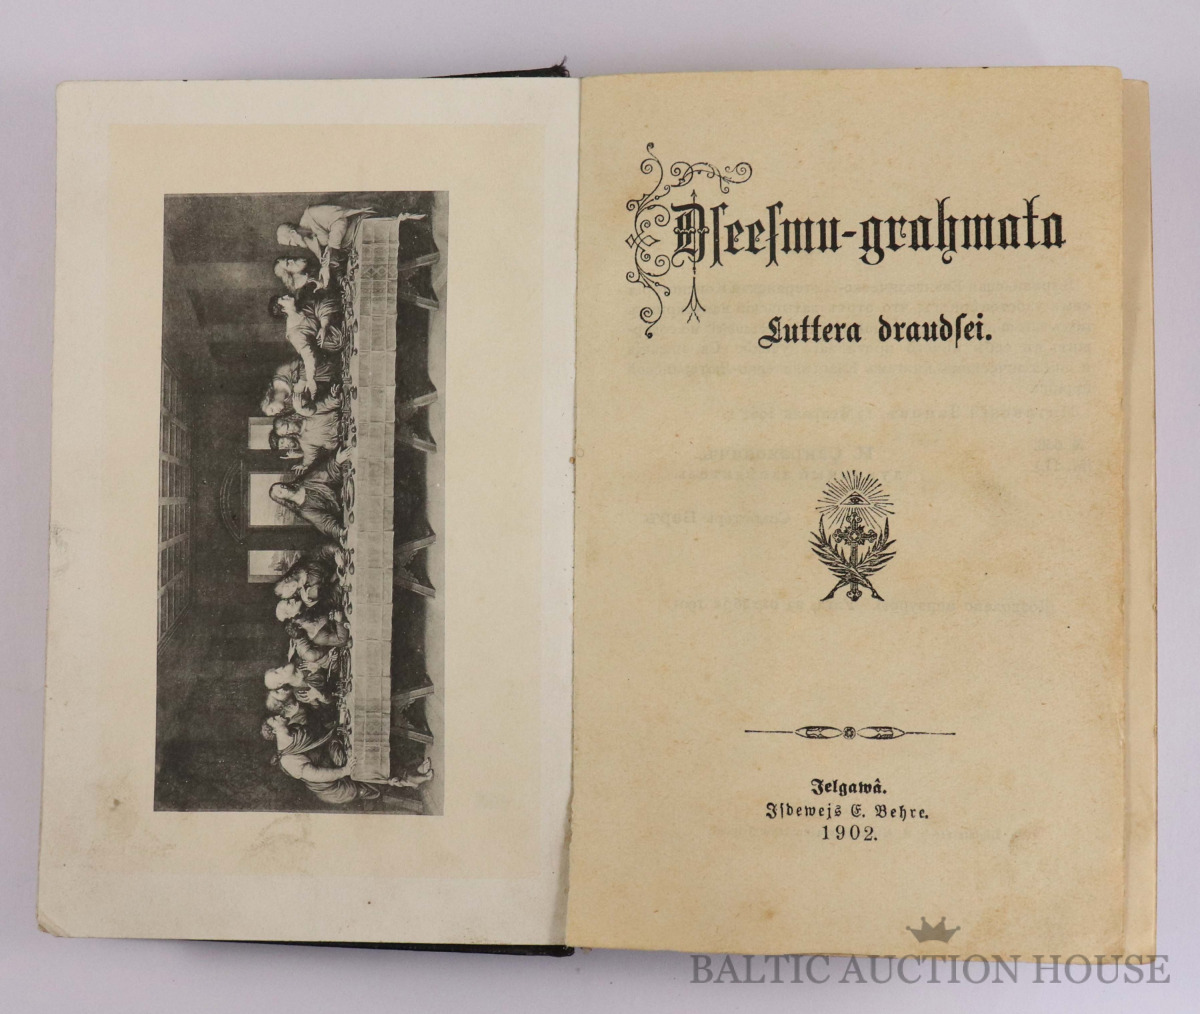 Dſeeſmu-grahmata
Luttera draudſei.
Jelgawâ.
Iſdewejs E. Behre.
1902.
BALTIC AUCTION HOUSE